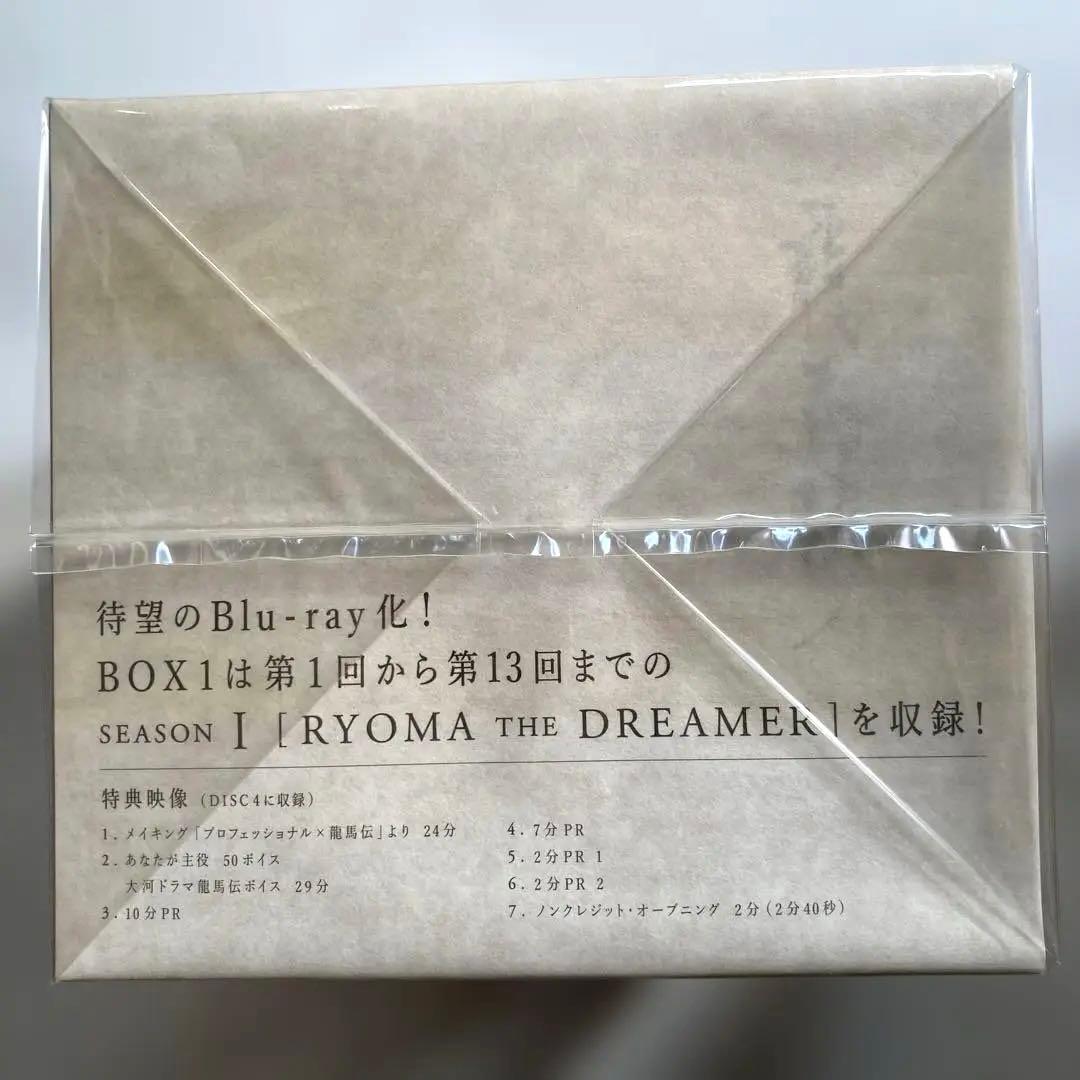 待望のBlu-ray化!
BOX1は第1回から第13回までの
SEASON I [RYOMA THE DREAMER]を収録!
特典映像 (DISC4に収録)
1. メイキング「プロフェッショナル×龍馬伝」より 24分
2. あなたが主役 50ボイス
大河ドラマ龍馬伝ボイス 29分
3. 10分PR
4. 7分PR
5. 2分PR 1
6. 2分PR 2
7. ノンクレジット・オープニング 2分(2分40秒)